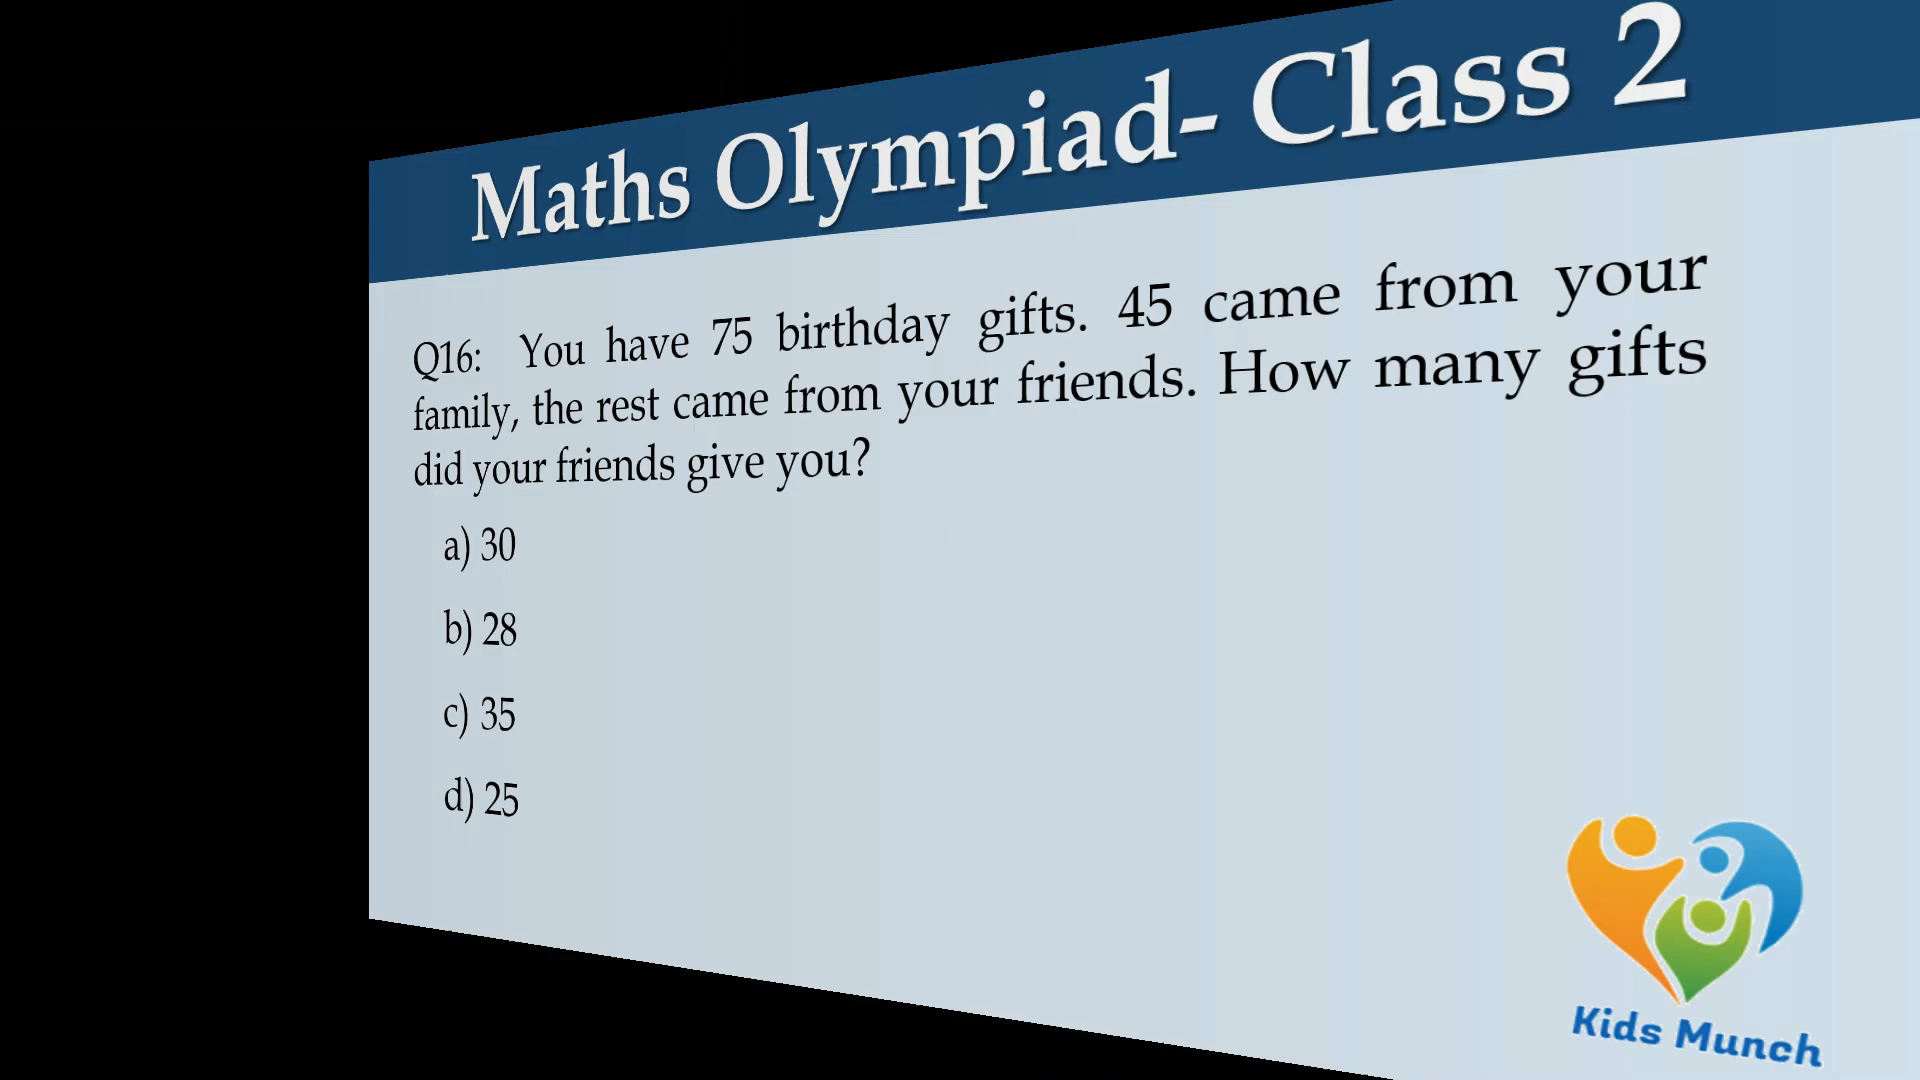 Maths Olympiad- Class 2
Q16: You have 75 birthday gifts. 45 came from your
family, the rest came from your friends. How many gifts
did your friends give you?
a) 30
b) 28
c) 35
d) 25
Kids Munch